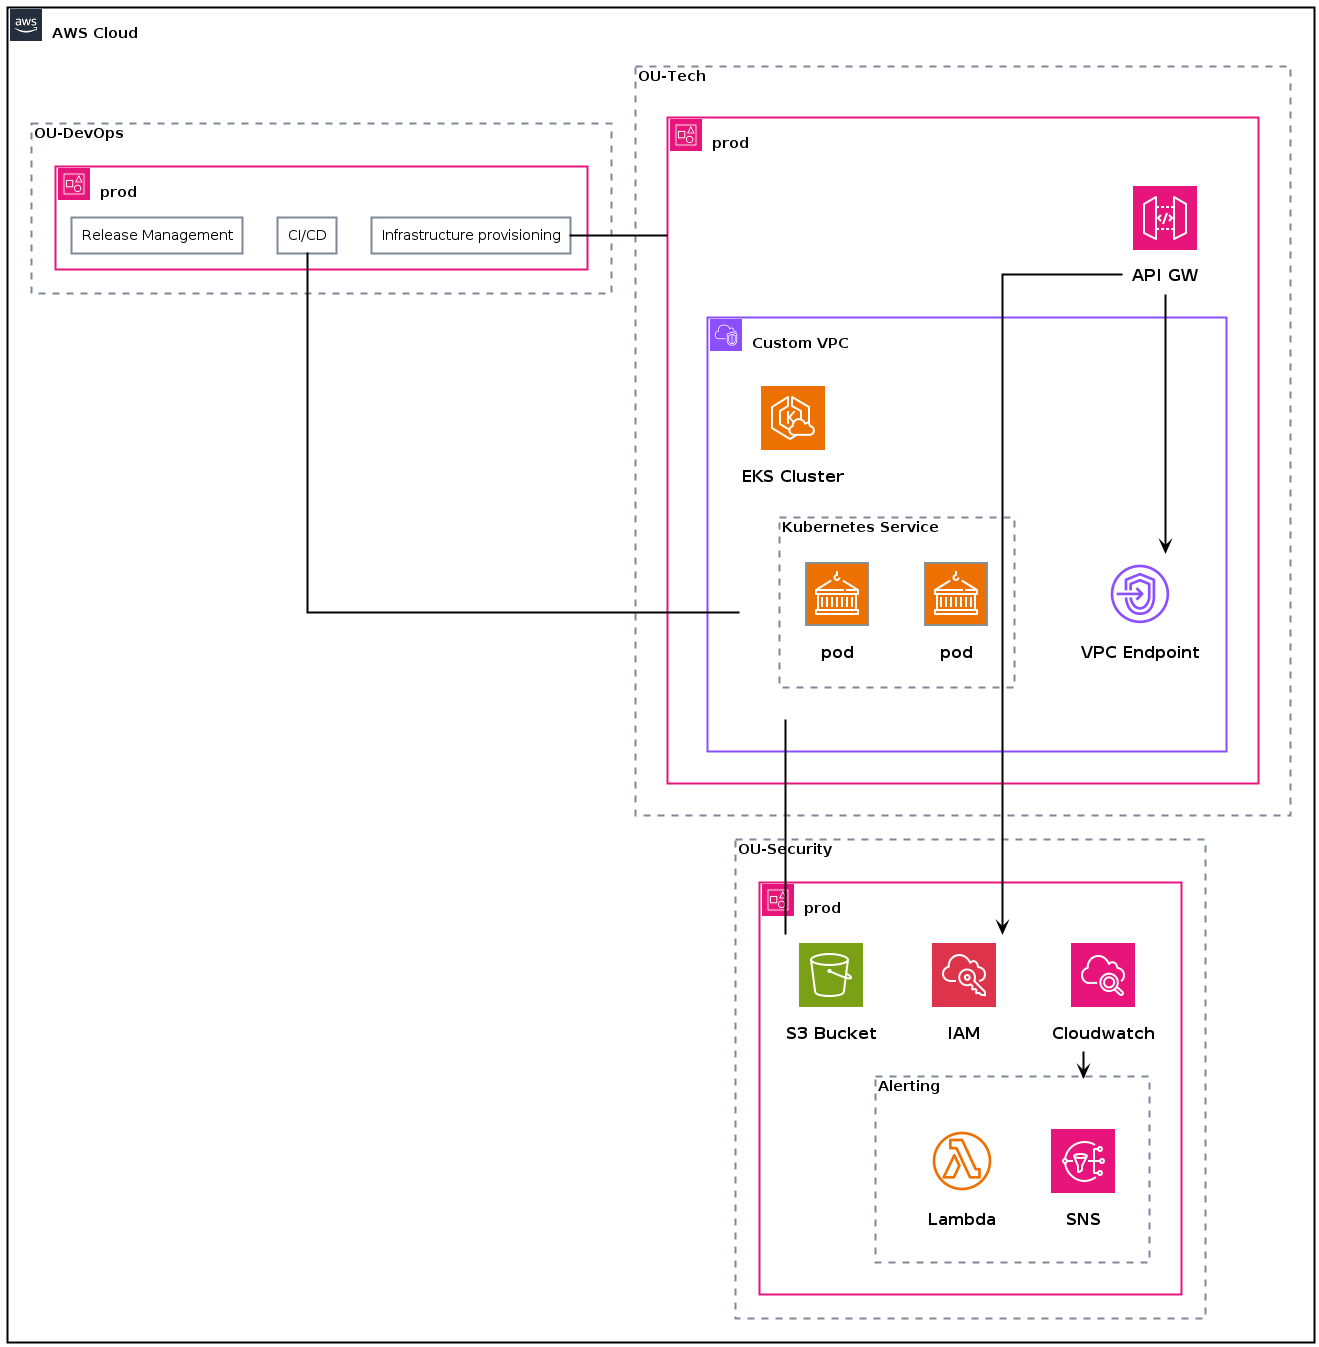 aws
AWS Cloud
OU-Tech
OU-DevOps
prod
prod
Release Management
CI/CD
Infrastructure provisioning
API GW
Custom VPC
K
EKS Cluster
Kubernetes Service
pod
pod
VPC Endpoint
OU-Security
prod
S3 Bucket
IAM
Cloudwatch
Alerting
Lambda
SNS